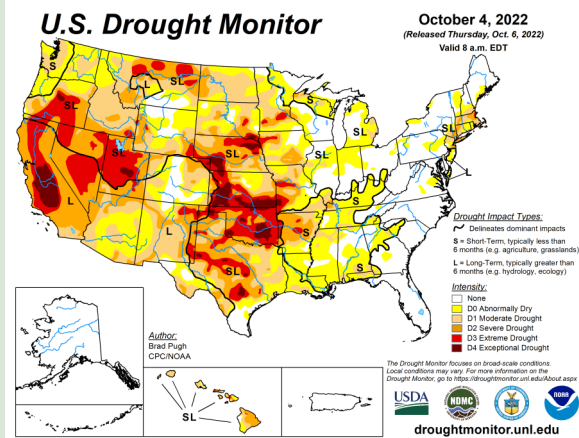 U.S. Drought Monitor
October 4, 2022
(Released Thursday, Oct. 6, 2022)
Valid 8 a.m. EDT
S
SL
L
SL
S
SL
SL
SL
SL
SL
L
S
S
L
L
S
SL
S
Drought Impact Types:
Delineates dominant impacts
S = Short-Term, typically less than
6 months (e.g. agriculture, grasslands)
L = Long-Term, typically greater than
6 months (e.g. hydrology, ecology)
Intensity:
None
D0 Abnormally Dry
D1 Moderate Drought
D2 Severe Drought
D3 Extreme Drought
D4 Exceptional Drought
Author:
Brad Pugh
CPC/NOAA
SL
The Drought Monitor focuses on broad-scale conditions.
Local conditions may vary. For more information on the
Drought Monitor, go to https://droughtmonitor.unl.edu/About.aspx
USDA
NDMC
NOAA
droughtmonitor.unl.edu